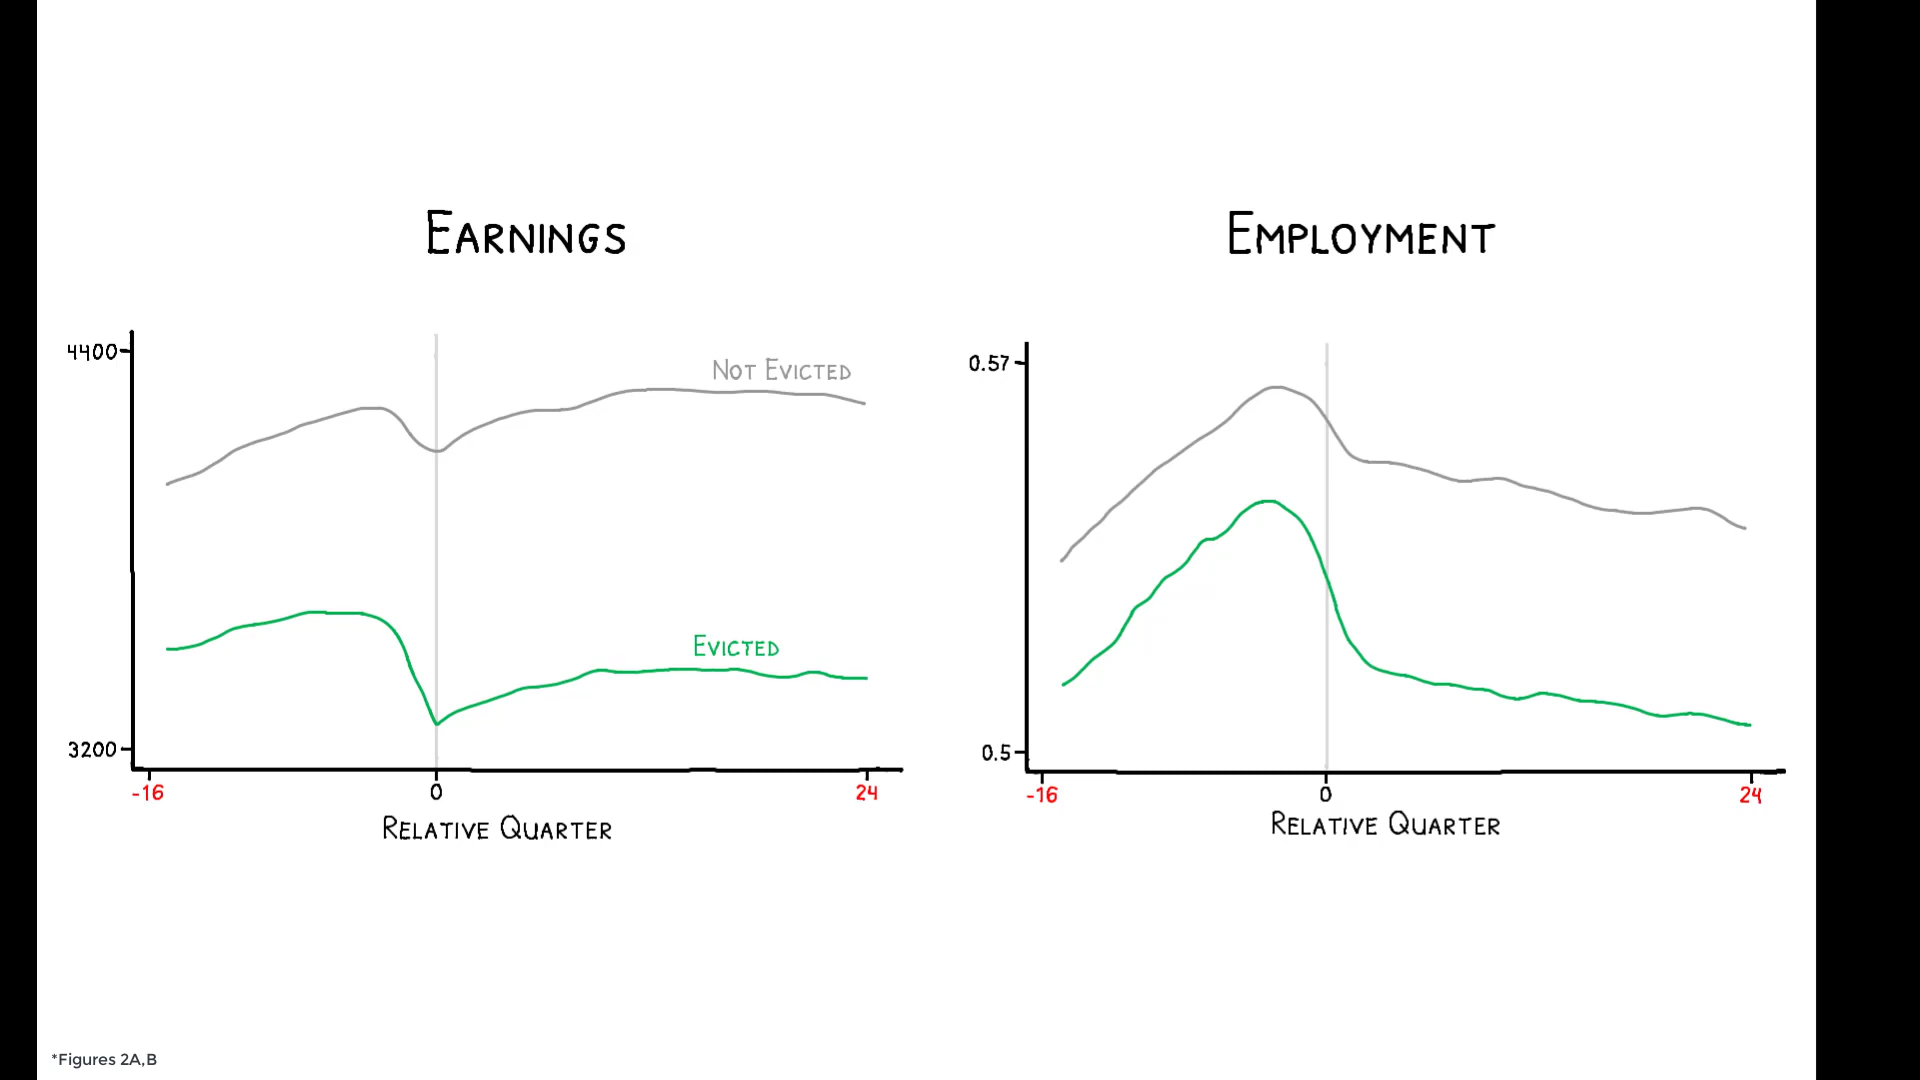 EARNINGS
4400
NOT EVICTED
EVICTED
3200
-16 0 24
RELATIVE QUARTER
EMPLOYMENT
0.57
0.5
-16 0 24
RELATIVE QUARTER
*Figures 2A,B